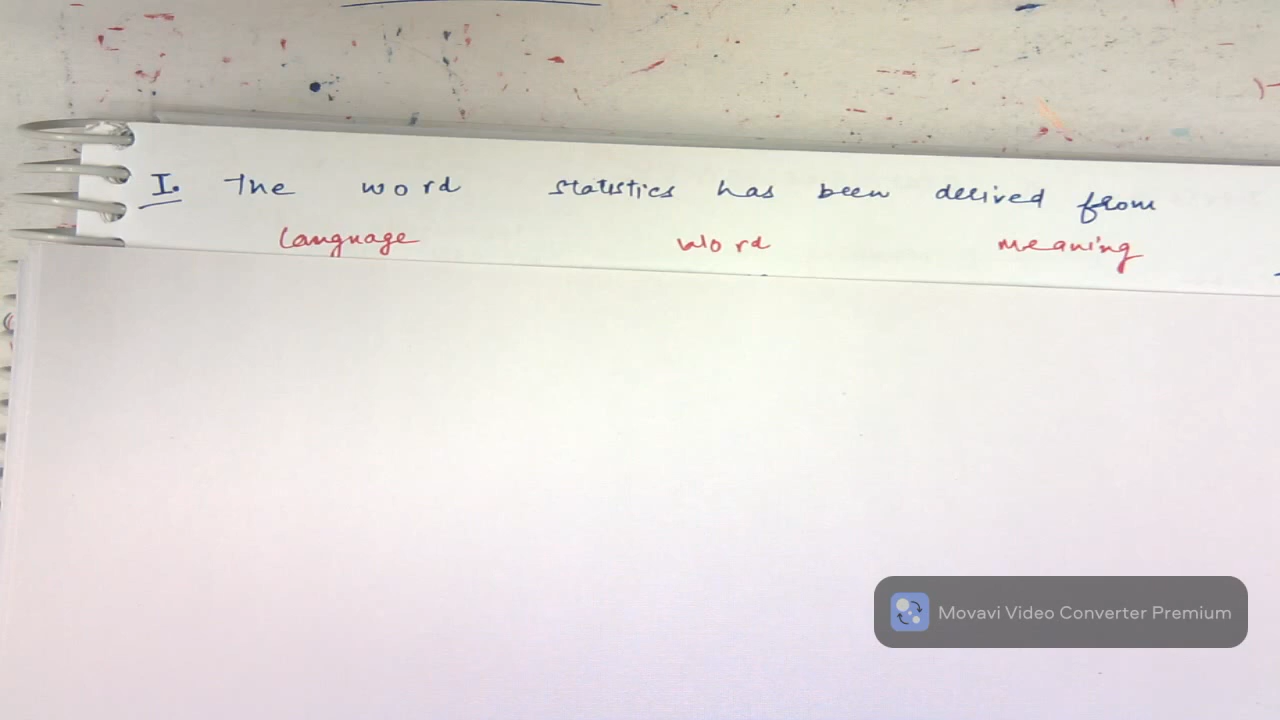 I. The word statistics has been derived from
Language Word Meaning
Movavi Video Converter Premium